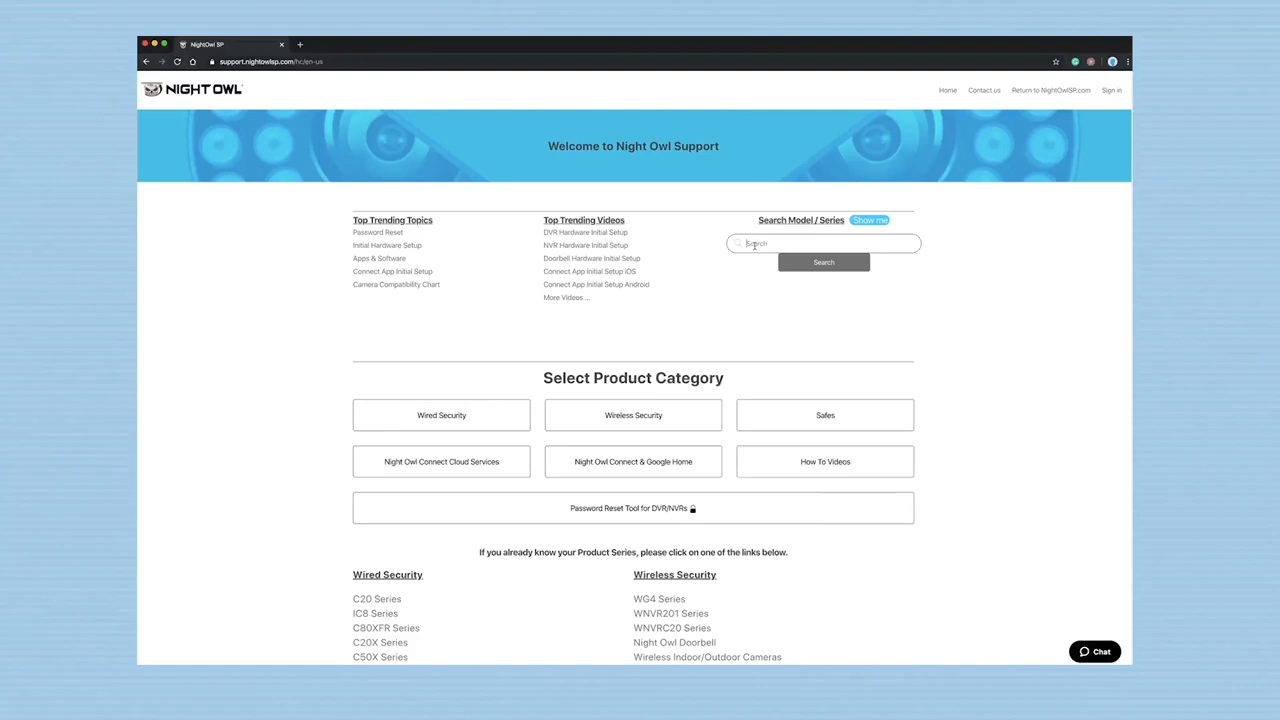 NightOwl SP
support.nightowlsp.com/hc/en-us
NIGHT OWL
Home Contact us Return to NightOwlSP.com Sign in
Welcome to Night Owl Support
Top Trending Topics
Password Reset
Initial Hardware Setup
Apps & Software
Connect App Initial Setup
Camera Compatibility Chart
Top Trending Videos
DVR Hardware Initial Setup
NVR Hardware Initial Setup
Doorbell Hardware Initial Setup
Connect App Initial Setup iOS
Connect App Initial Setup Android
More Videos ...
Search Model / Series Show me
Search
Search
Select Product Category
Wired Security Wireless Security Safes
Night Owl Connect Cloud Services Night Owl Connect & Google Home How To Videos
Password Reset Tool for DVR/NVRs
If you already know your Product Series, please click on one of the links below.
Wired Security
C20 Series
IC8 Series
C80XFR Series
C20X Series
C50X Series
Wireless Security
WG4 Series
WNVR201 Series
WNVRC20 Series
Night Owl Doorbell
Wireless Indoor/Outdoor Cameras
Chat